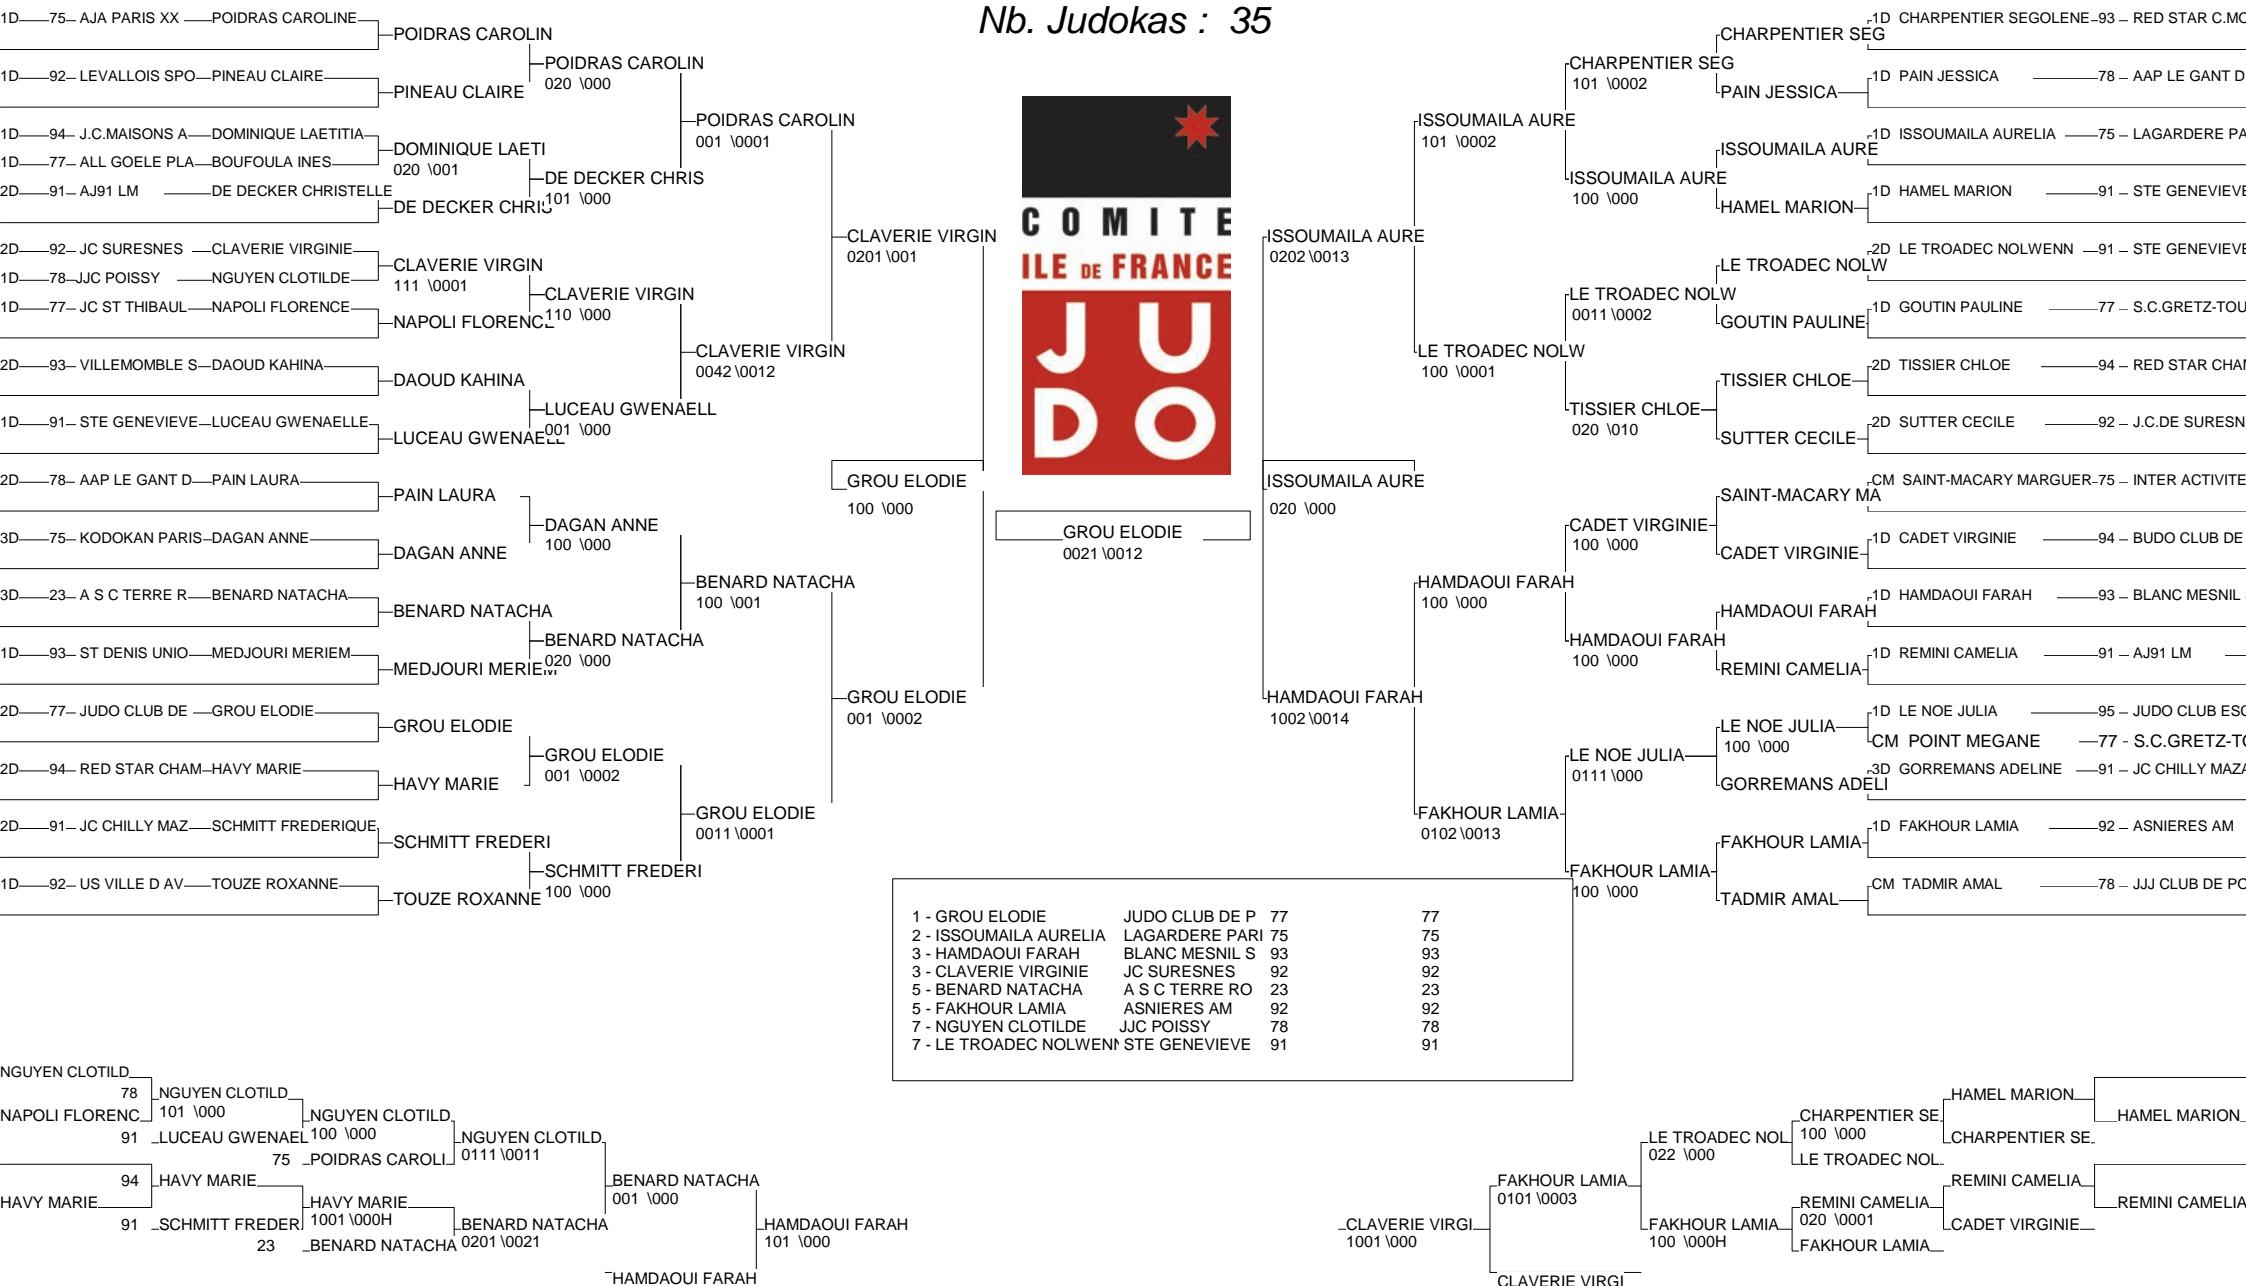 Nb. Judokas : 35
1D 75 AJA PARIS XX POIDRAS CAROLINE
1D 92 LEVALLOIS SPO PINEAU CLAIRE
1D 94 J.C.MAISONS A DOMINIQUE LAETITIA
1D 77 ALL GOELE PLA BOUFOULA INES
2D 91 AJ91 LM DE DECKER CHRISTELLE
2D 92 JC SURESNES CLAVERIE VIRGINIE
1D 78 JJC POISSY NGUYEN CLOTILDE
1D 77 JC ST THIBAUL NAPOLI FLORENCE
2D 93 VILLEMOMBLE S DAOUD KAHINA
1D 91 STE GENEVIEVE LUCEAU GWENAELLE
2D 78 AAP LE GANT D PAIN LAURA
3D 75 KODOKAN PARIS DAGAN ANNE
3D 23 A S C TERRE R BENARD NATACHA
1D 93 ST DENIS UNIO MEDJOURI MERIEM
2D 77 JUDO CLUB DE GROU ELODIE
2D 94 RED STAR CHAM HAVY MARIE
2D 91 JC CHILLY MAZ SCHMITT FREDERIQUE
1D 92 US VILLE D AV TOUZE ROXANNE
POIDRAS CAROLIN
PINEAU CLAIRE
DOMINIQUE LAETI
020 \001
DE DECKER CHRIS
CLAVERIE VIRGIN
111 \0001
NAPOLI FLORENCE
DAOUD KAHINA
LUCEAU GWENAELL
PAIN LAURA
DAGAN ANNE
BENARD NATACHA
MEDJOURI MERIEM
GROU ELODIE
HAVY MARIE
SCHMITT FREDERI
TOUZE ROXANNE
POIDRAS CAROLIN
020 \000
DE DECKER CHRIS
101 \000
CLAVERIE VIRGIN
110 \000
LUCEAU GWENAELL
001 \000
DAGAN ANNE
100 \000
BENARD NATACHA
020 \000
GROU ELODIE
001 \0002
SCHMITT FREDERI
100 \000
POIDRAS CAROLIN
001 \0001
CLAVERIE VIRGIN
0042 \0012
BENARD NATACHA
100 \001
GROU ELODIE
0011 \0001
CLAVERIE VIRGIN
0201 \001
GROU ELODIE
100 \000
GROU ELODIE
001 \0002
COMITE
ILE DE FRANCE
JU
DO
GROU ELODIE
0021 \0012
ISSOUMAILA AURE
0202 \0013
ISSOUMAILA AURE
020 \000
HAMDAOUI FARAH
1002 \0014
ISSOUMAILA AURE
101 \0002
LE TROADEC NOLW
100 \0001
HAMDAOUI FARAH
100 \000
FAKHOUR LAMIA
0102 \0013
CHARPENTIER SEG
101 \0002
ISSOUMAILA AURE
100 \000
LE TROADEC NOLW
0011 \0002
TISSIER CHLOE
020 \010
CADET VIRGINIE
100 \000
HAMDAOUI FARAH
100 \000
LE NOE JULIA
0111 \000
FAKHOUR LAMIA
100 \000
CHARPENTIER SEG
PAIN JESSICA
ISSOUMAILA AURE
HAMEL MARION
LE TROADEC NOLW
GOUTIN PAULINE
TISSIER CHLOE
SUTTER CECILE
SAINT-MACARY MA
CADET VIRGINIE
HAMDAOUI FARAH
REMINI CAMELIA
LE NOE JULIA
100 \000
GORREMANS ADELI
FAKHOUR LAMIA
TADMIR AMAL
1D CHARPENTIER SEGOLENE 93 – RED STAR C.MO
1D PAIN JESSICA 78 – AAP LE GANT D
1D ISSOUMAILA AURELIA 75 – LAGARDERE PA
1D HAMEL MARION 91 – STE GENEVIEVE
2D LE TROADEC NOLWENN 91 – STE GENEVIEVE
1D GOUTIN PAULINE 77 – S.C.GRETZ-TOU
2D TISSIER CHLOE 94 – RED STAR CHAM
2D SUTTER CECILE 92 – J.C.DE SURESN
CM SAINT-MACARY MARGUER 75 – INTER ACTIVITE
1D CADET VIRGINIE 94 – BUDO CLUB DE
1D HAMDAOUI FARAH 93 – BLANC MESNIL
1D REMINI CAMELIA 91 – AJ91 LM
1D LE NOE JULIA 95 – JUDO CLUB ESC
CM POINT MEGANE 77 - S.C.GRETZ-TO
3D GORREMANS ADELINE 91 – JC CHILLY MAZA
1D FAKHOUR LAMIA 92 – ASNIERES AM
CM TADMIR AMAL 78 – JJJ CLUB DE PO
1 - GROU ELODIE JUDO CLUB DE P 77 77
2 - ISSOUMAILA AURELIA LAGARDERE PARI 75 75
3 - HAMDAOUI FARAH BLANC MESNIL S 93 93
3 - CLAVERIE VIRGINIE JC SURESNES 92 92
5 - BENARD NATACHA A S C TERRE RO 23 23
5 - FAKHOUR LAMIA ASNIERES AM 92 92
7 - NGUYEN CLOTILDE JJC POISSY 78 78
7 - LE TROADEC NOLWENN STE GENEVIEVE 91 91
NGUYEN CLOTILD
78
NAPOLI FLORENC
91
94
HAVY MARIE
91
NGUYEN CLOTILD
101 \000
LUCEAU GWENAEL
75
HAVY MARIE
SCHMITT FREDER
23
NGUYEN CLOTILD
100 \000
POIDRAS CAROLI
HAVY MARIE
1001 \000H
BENARD NATACHA
NGUYEN CLOTILD
0111 \0011
BENARD NATACHA
0201 \0021
BENARD NATACHA
001 \000
HAMDAOUI FARAH
HAMDAOUI FARAH
101 \000
CLAVERIE VIRGI
1001 \000
FAKHOUR LAMIA
0101 \0003
CLAVERIE VIRGI
LE TROADEC NOL
022 \000
FAKHOUR LAMIA
100 \000H
CHARPENTIER SE
100 \000
LE TROADEC NOL
REMINI CAMELIA
020 \0001
FAKHOUR LAMIA
HAMEL MARION
CHARPENTIER SE
REMINI CAMELIA
CADET VIRGINIE
HAMEL MARION
REMINI CAMELIA